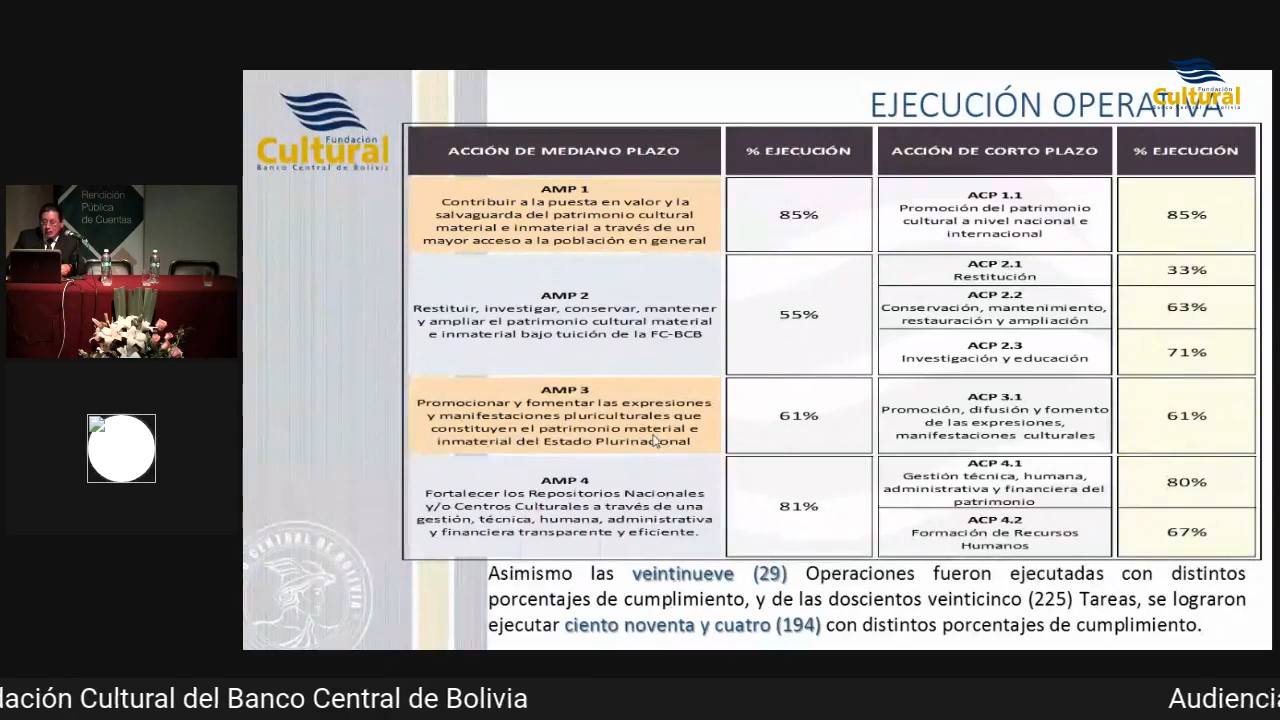 EJECUCIÓN OPERATIVA
Fundación
Cultural
Banco Central de Bolivia
Fundación
Cultural
Banco Central de Bolivia
Rendición
Pública
de Cuentas
ACCIÓN DE MEDIANO PLAZO
% EJECUCIÓN
ACCIÓN DE CORTO PLAZO
% EJECUCIÓN
AMP 1
Contribuir a la puesta en valor y la
salvaguarda del patrimonio cultural
material e inmaterial a través de un
mayor acceso a la población en general
85%
ACP 1.1
Promoción del patrimonio
cultural a nivel nacional e
internacional
85%
AMP 2
Restituir, investigar, conservar, mantener
y ampliar el patrimonio cultural material
e inmaterial bajo tuición de la FC-BCB
55%
ACP 2.1
Restitución
33%
ACP 2.2
Conservación, mantenimiento,
restauración y ampliación
63%
ACP 2.3
Investigación y educación
71%
AMP 3
Promocionar y fomentar las expresiones
y manifestaciones pluriculturales que
constituyen el patrimonio material e
inmaterial del Estado Plurinacional
61%
ACP 3.1
Promoción, difusión y fomento
de las expresiones,
manifestaciones culturales
61%
AMP 4
Fortalecer los Repositorios Nacionales
y/o Centros Culturales a través de una
gestión, técnica, humana, administrativa
y financiera transparente y eficiente.
81%
ACP 4.1
Gestión técnica, humana,
administrativa y financiera del
patrimonio
80%
ACP 4.2
Formación de Recursos
Humanos
67%
CENTRAL DE BOLIVIA
Asimismo las veintinueve (29) Operaciones fueron ejecutadas con distintos
porcentajes de cumplimiento, y de las doscientos veinticinco (225) Tareas, se lograron
ejecutar ciento noventa y cuatro (194) con distintos porcentajes de cumplimiento.
dación Cultural del Banco Central de Bolivia
Audiencia